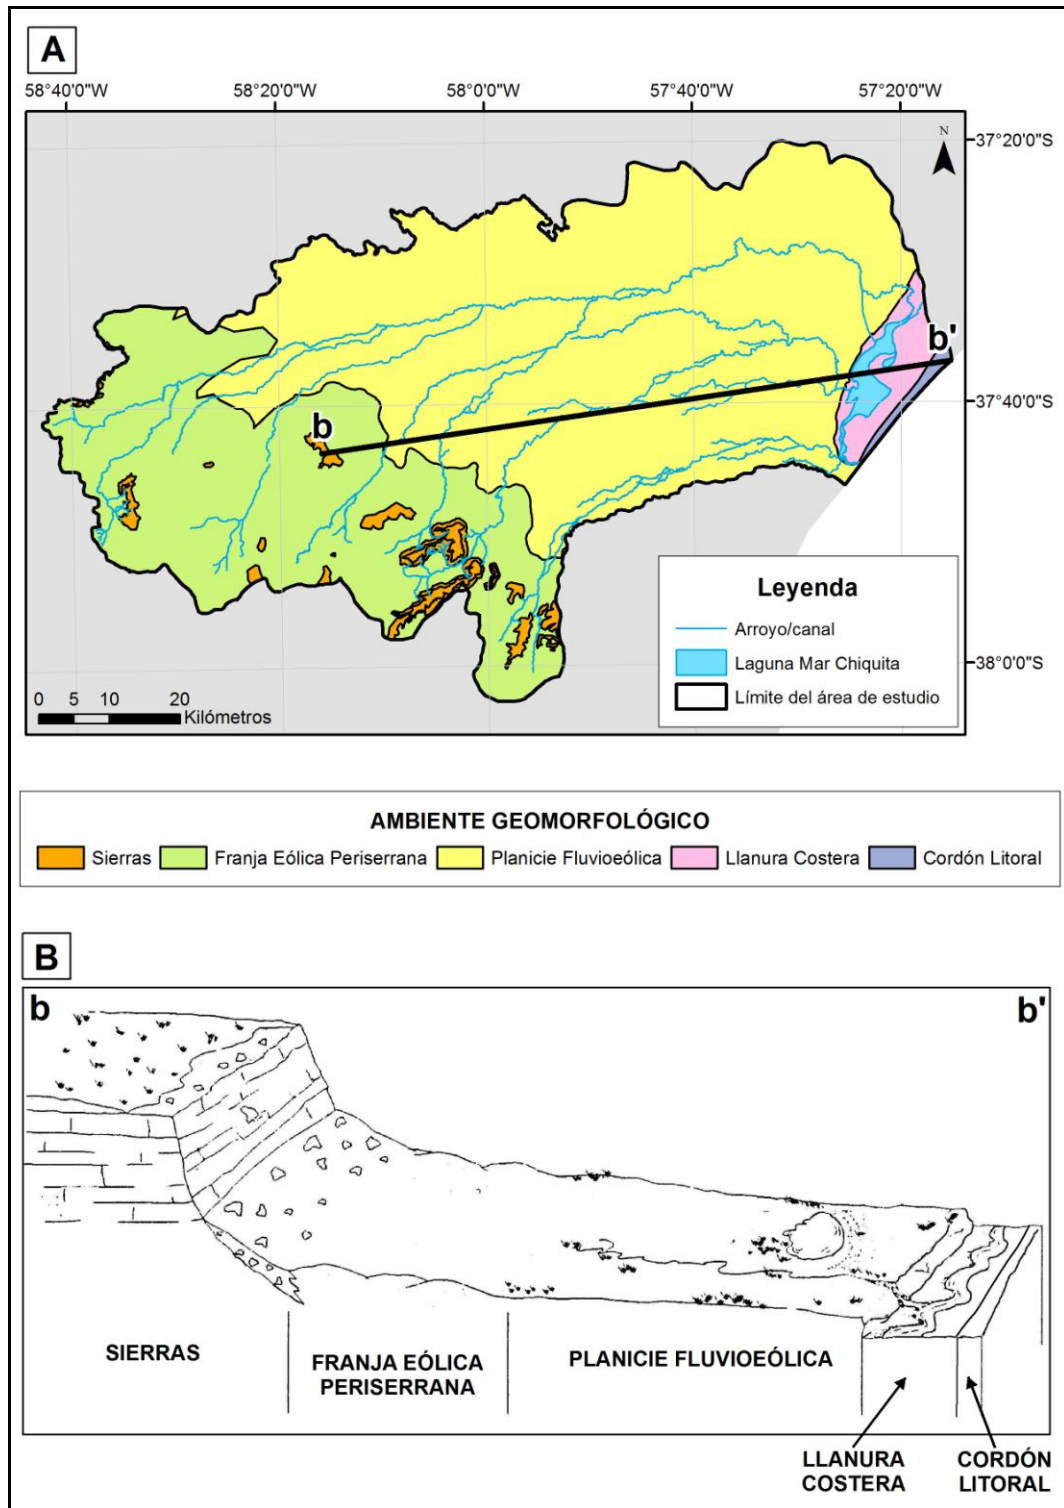 A
58°40'0"W 58°20'0"W 58°0'0"W 57°40'0"W 57°20'0"W
37°20'0"S
N
b'
37°40'0"S
b
Leyenda
Arroyo/canal
Laguna Mar Chiquita
Límite del área de estudio
38°0'0"S
0 5 10 20
Kilómetros
AMBIENTE GEOMORFOLÓGICO
Sierras Franja Eólica Periserrana Planicie Fluvioeólica Llanura Costera Cordón Litoral
B
b b'
SIERRAS
FRANJA EÓLICA
PERISERRANA
PLANICIE FLUVIOEÓLICA
LLANURA
COSTERA
CORDÓN
LITORAL